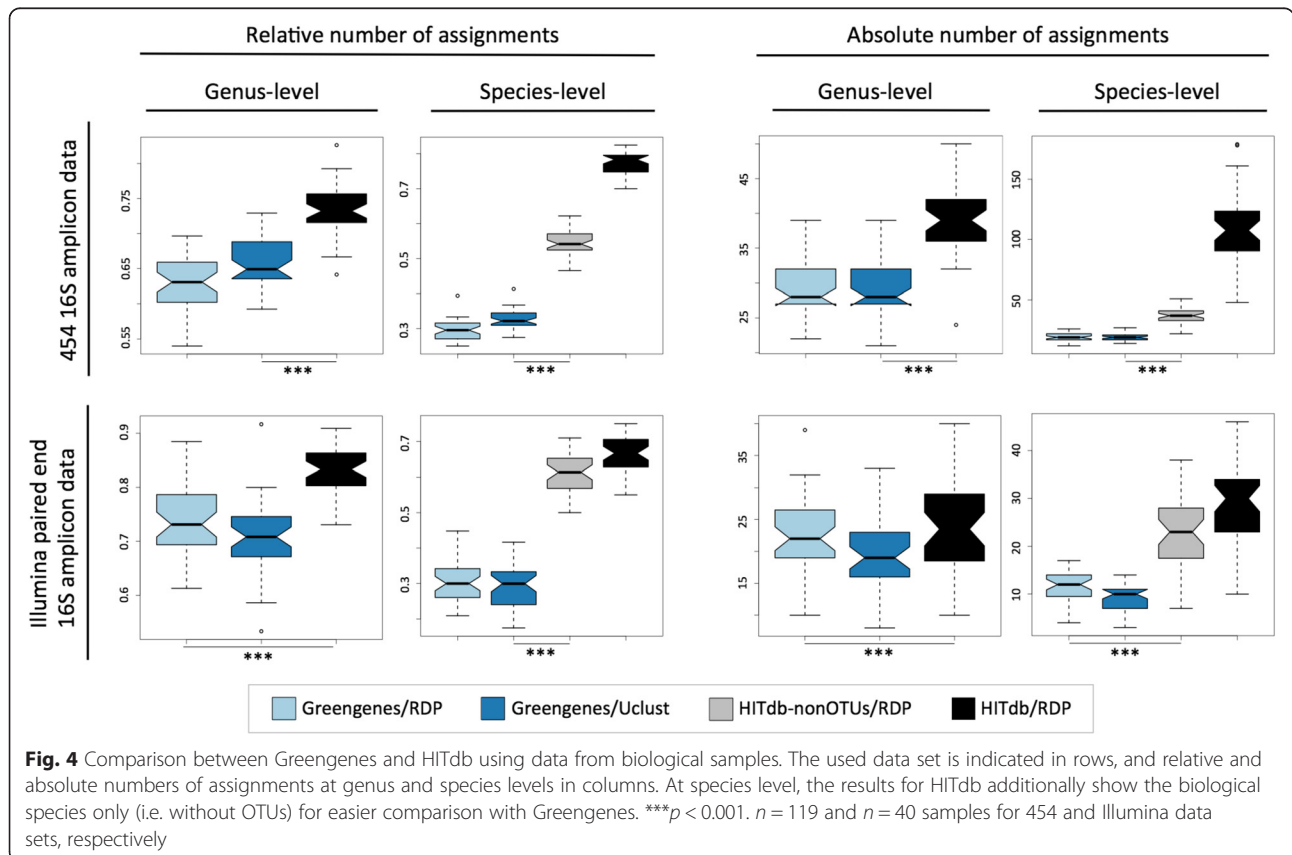 Relative number of assignments
Absolute number of assignments
Genus-level
Species-level
Genus-level
Species-level
454 16S amplicon data
0.75
0.65
0.55
***
0.7
0.5
0.3
***
45
35
25
***
150
100
50
***
Illumina paired end
16S amplicon data
0.9
0.8
0.7
0.6
***
0.7
0.5
0.3
***
35
25
15
***
40
30
20
10
***
Greengenes/RDP
Greengenes/Uclust
HITdb-nonOTUs/RDP
HITdb/RDP
Fig. 4 Comparison between Greengenes and HITdb using data from biological samples. The used data set is indicated in rows, and relative and
absolute numbers of assignments at genus and species levels in columns. At species level, the results for HITdb additionally show the biological
species only (i.e. without OTUs) for easier comparison with Greengenes. ***p < 0.001. n = 119 and n = 40 samples for 454 and Illumina data
sets, respectively